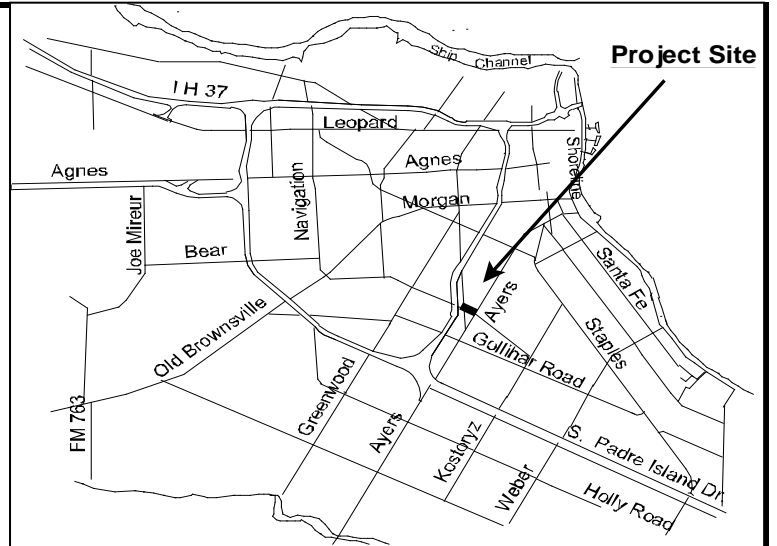 Ship Channel
Project Site
I H 37
Leopard
Shoreline
Agnes
Agnes
Navigation
Morgan
Joe Mireur
Bear
Santa Fe
Ayers
Old Brownsville
Staples
Gollihar Road
Greenwood
FM 763
Ayers
Kostoryz
S. Padre Island Dr.
Weber
Holly Road